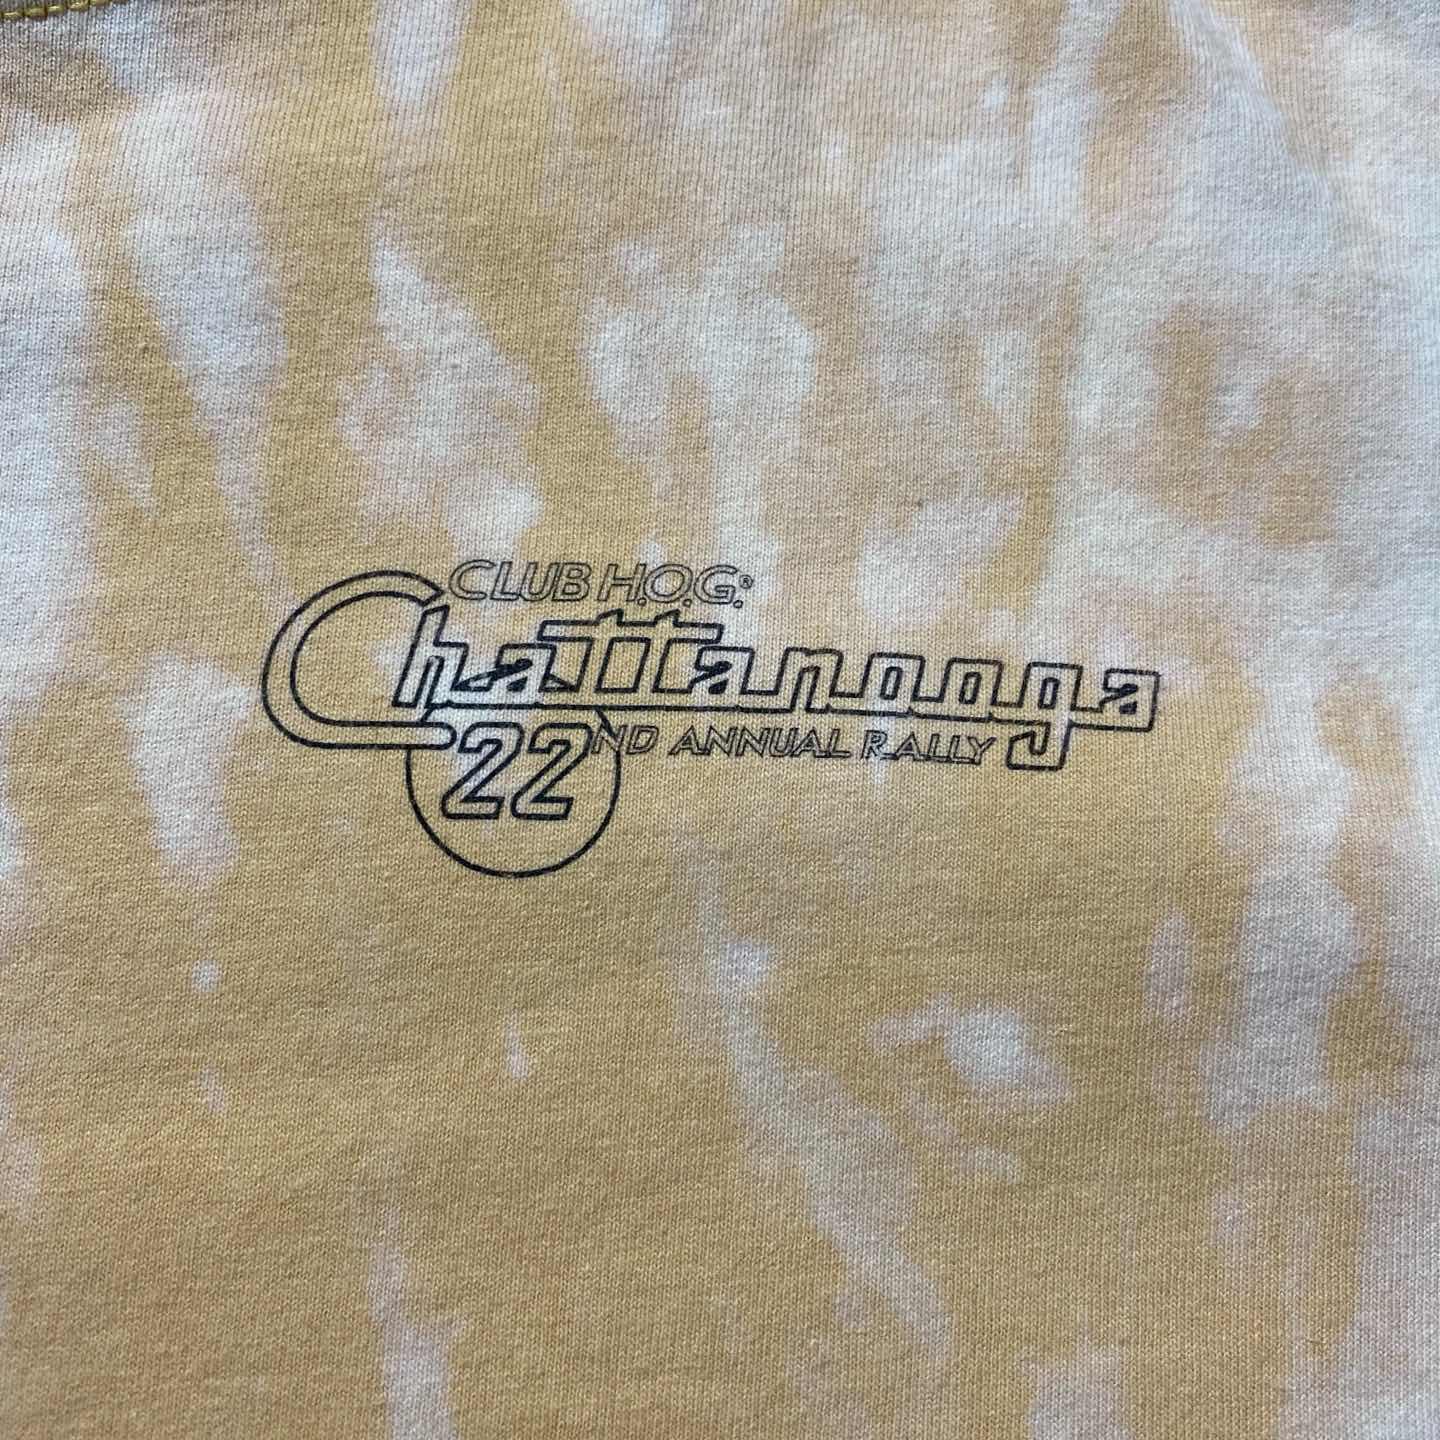 CLUB H.O.G.®
Chattanooga
22ND ANNUAL RALLY